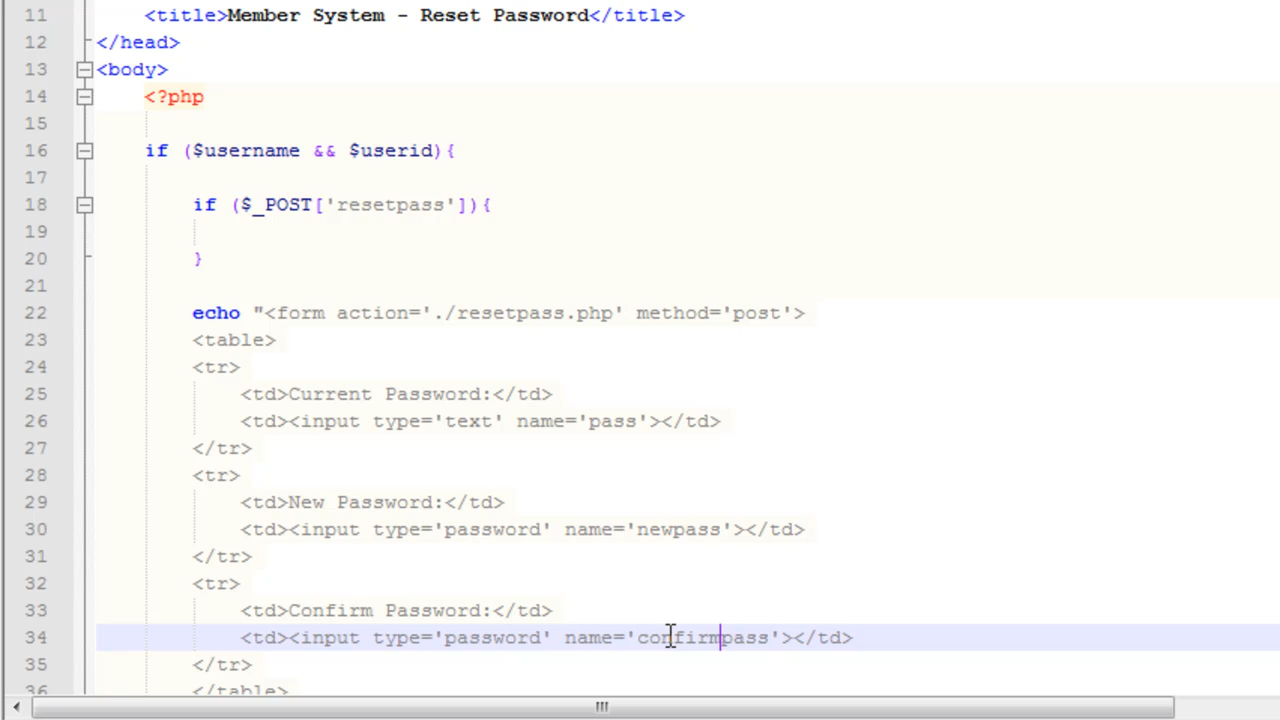 11 <title>Member System - Reset Password</title>
12 </head>
13 <body>
14 <?php
15
16 if ($username && $userid){
17
18 if ($_POST['resetpass']){
19
20 }
21
22 echo "<form action='./resetpass.php' method='post'>
23 <table>
24 <tr>
25 <td>Current Password:</td>
26 <td><input type='text' name='pass'></td>
27 </tr>
28 <tr>
29 <td>New Password:</td>
30 <td><input type='password' name='newpass'></td>
31 </tr>
32 <tr>
33 <td>Confirm Password:</td>
34 <td><input type='password' name='confirmpass'></td>
35 </tr>
36 </table>